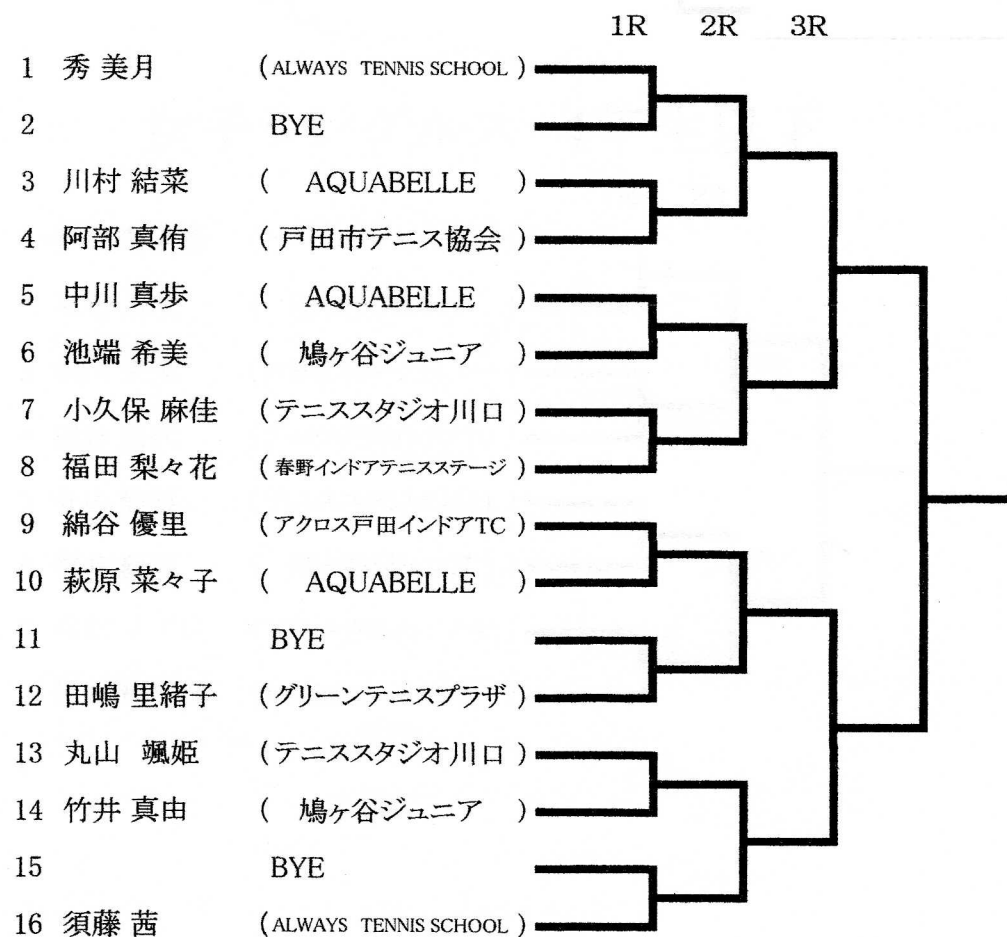 1R 2R 3R
1 秀 美月 (ALWAYS TENNIS SCHOOL)
2 BYE
3 川村 結菜 ( AQUABELLE )
4 阿部 真侑 (戸田市テニス協会)
5 中川 真歩 ( AQUABELLE )
6 池端 希美 ( 鳩ヶ谷ジュニア )
7 小久保 麻佳 (テニススタジオ川口)
8 福田 梨々花 (春野インドアテニスステージ)
9 綿谷 優里 (アクロス戸田インドアTC)
10 萩原 菜々子 ( AQUABELLE )
11 BYE
12 田嶋 里緒子 (グリーンテニスプラザ)
13 丸山 颯姫 (テニススタジオ川口)
14 竹井 真由 ( 鳩ヶ谷ジュニア )
15 BYE
16 須藤 茜 (ALWAYS TENNIS SCHOOL)